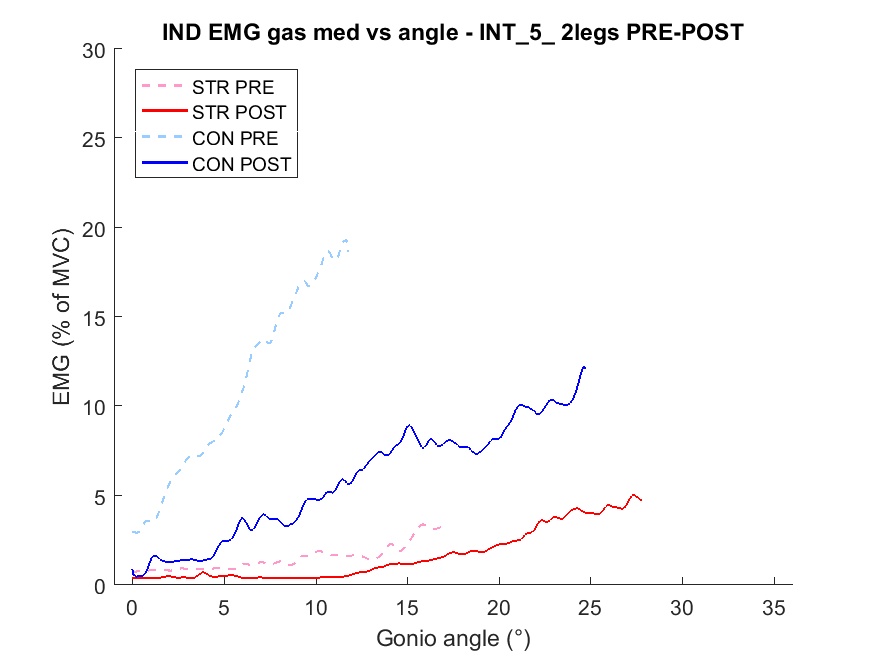 IND EMG gas med vs angle - INT_5_ 2legs PRE-POST
30
25
20
15
10
5
0
EMG (% of MVC)
STR PRE
STR POST
CON PRE
CON POST
0 5 10 15 20 25 30 35
Gonio angle (°)